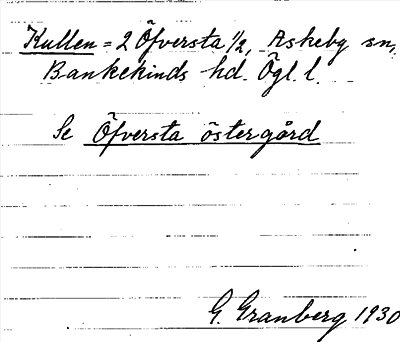 Kullen = 2 Öfversta 1/2, Askeby sn,
Bankekinds hd. Ögl. l.
Se Öfversta östergård
G. Granberg 1930